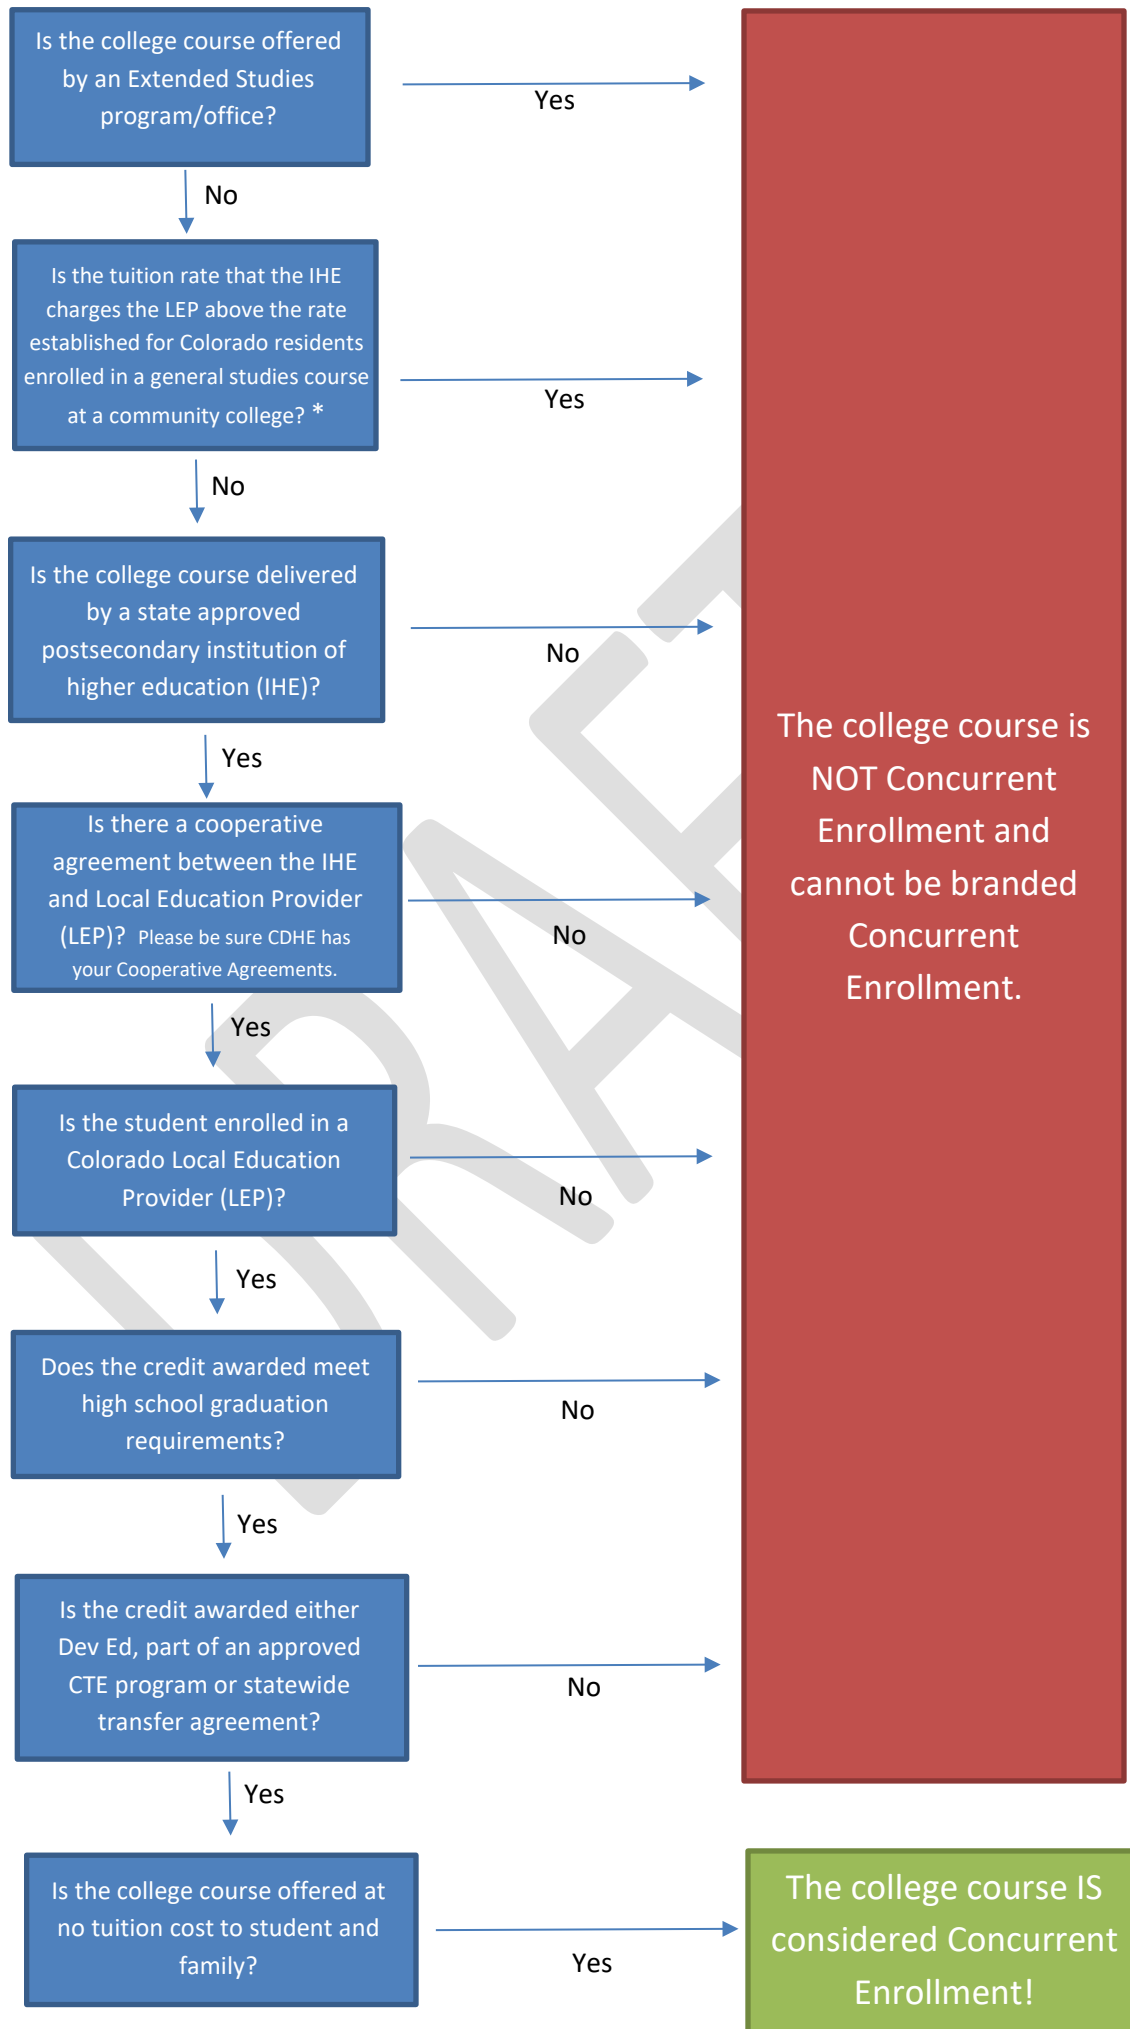 Is the college course offered
by an Extended Studies
program/office?
Yes
No
Is the tuition rate that the IHE
charges the LEP above the rate
established for Colorado residents
enrolled in a general studies course
at a community college? *
Yes
No
Is the college course delivered
by a state approved
postsecondary institution of
higher education (IHE)?
No
Yes
Is there a cooperative
agreement between the IHE
and Local Education Provider
(LEP)? Please be sure CDHE has
your Cooperative Agreements.
No
Yes
Is the student enrolled in a
Colorado Local Education
Provider (LEP)?
No
Yes
Does the credit awarded meet
high school graduation
requirements?
No
Yes
Is the credit awarded either
Dev Ed, part of an approved
CTE program or statewide
transfer agreement?
No
Yes
Is the college course offered at
no tuition cost to student and
family?
Yes
The college course is
NOT Concurrent
Enrollment and
cannot be branded
Concurrent
Enrollment.
The college course IS
considered Concurrent
Enrollment!
DRAFT